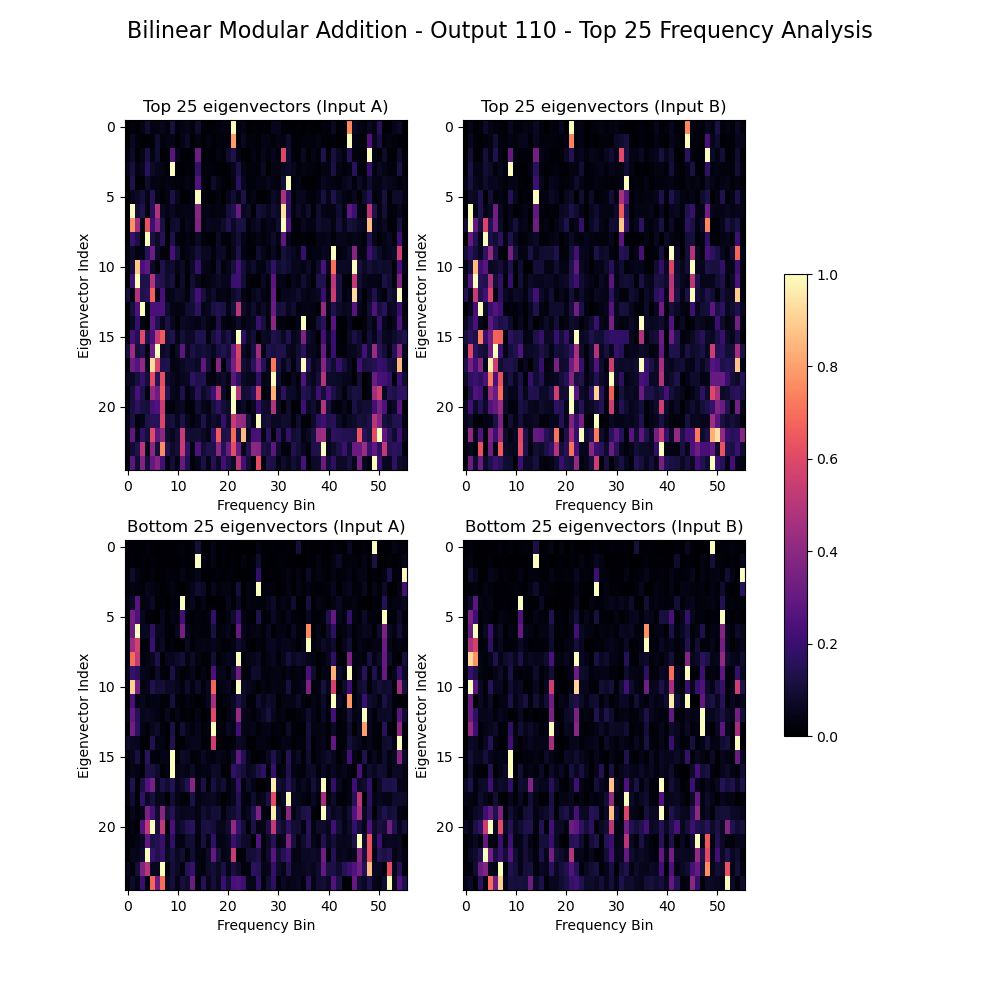 Bilinear Modular Addition - Output 110 - Top 25 Frequency Analysis
Top 25 eigenvectors (Input A)
Eigenvector Index
0
5
10
15
20
0 10 20 30 40 50
Frequency Bin
Top 25 eigenvectors (Input B)
Eigenvector Index
0
5
10
15
20
0 10 20 30 40 50
Frequency Bin
Bottom 25 eigenvectors (Input A)
Eigenvector Index
0
5
10
15
20
0 10 20 30 40 50
Frequency Bin
Bottom 25 eigenvectors (Input B)
Eigenvector Index
0
5
10
15
20
0 10 20 30 40 50
Frequency Bin
1.0
0.8
0.6
0.4
0.2
0.0